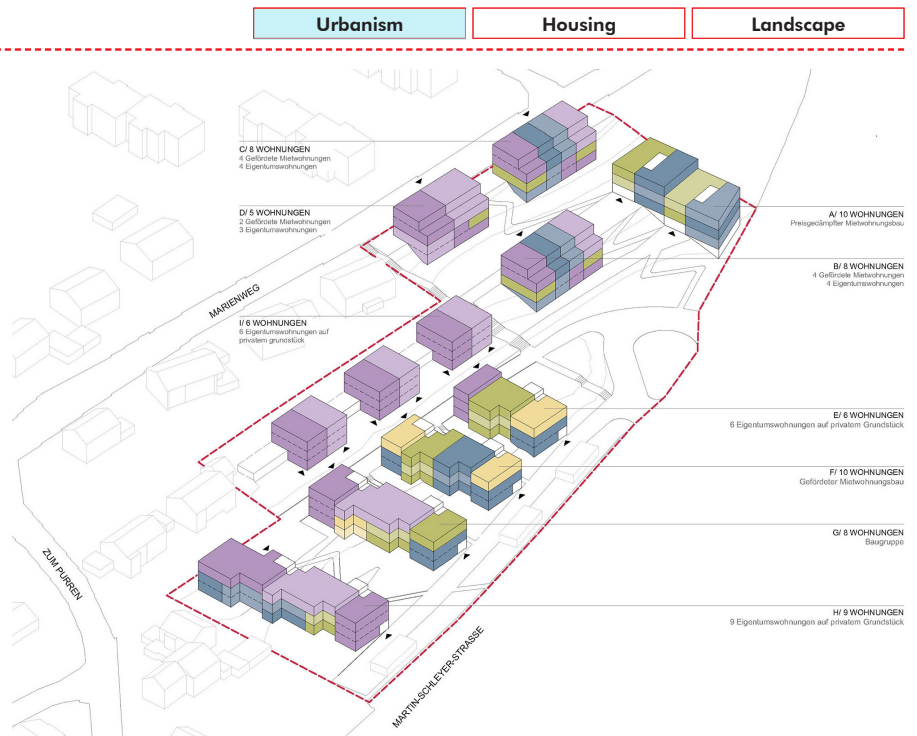 Urbanism
Housing
Landscape
C/ 8 WOHNUNGEN
4 Gefördete Mietwohnungen
4 Eigentumswohnungen
D/ 5 WOHNUNGEN
2 Gefördete Mietwohnungen
3 Eigentumswohnungen
A/ 10 WOHNUNGEN
Preisgedämpfter Mietwohnungsbau
B/ 8 WOHNUNGEN
4 Gefördete Mietwohnungen
4 Eigentumswohnungen
MARIENWEG
I/ 6 WOHNUNGEN
6 Eigentumswohnungen auf
privatem grundstück
E/ 6 WOHNUNGEN
6 Eigentumswohnungen auf privatem Grundstück
F/ 10 WOHNUNGEN
Geförderter Mietwohnungsbau
G/ 8 WOHNUNGEN
Baugruppe
ZUM PURREN
H/ 9 WOHNUNGEN
9 Eigentumswohnungen auf privatem Grundstück
MARTIN-SCHLEYER-STRASSE